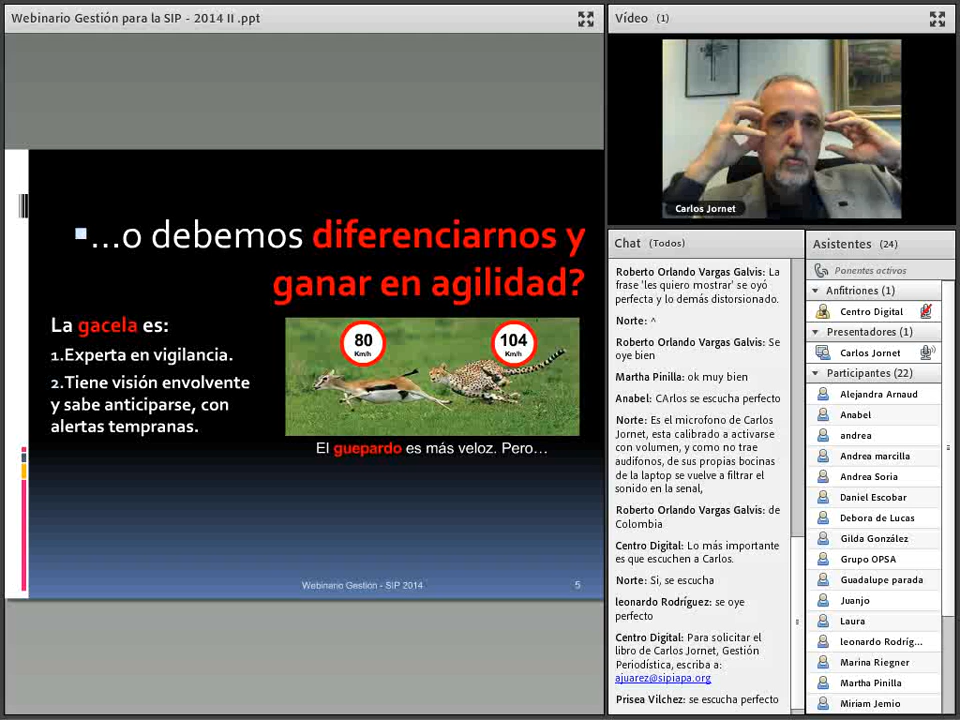 Webinario Gestión para la SIP - 2014 II .ppt
...o debemos diferenciarnos y
ganar en agilidad?
La gacela es:
1.Experta en vigilancia.
2.Tiene visión envolvente
y sabe anticiparse, con
alertas tempranas.
80
Km/h
104
Km/h
El guepardo es más veloz. Pero...
Webinario Gestión - SIP 2014
5
Vídeo (1)
Carlos Jornet
Chat (Todos)
Roberto Orlando Vargas Galvis: La
frase 'les quiero mostrar' se oyó
perfecta y lo demás distorsionado.
Norte: ^
Roberto Orlando Vargas Galvis: Se
oye bien
Martha Pinilla: ok muy bien
Anabel: CArlos se escucha perfecto
Norte: Es el microfono de Carlos
Jornet, esta calibrado a activarse
con volumen, y como no trae
audifonos, de sus propias bocinas
de la laptop se vuelve a filtrar el
sonido en la senal,
Roberto Orlando Vargas Galvis: de
Colombia
Centro Digital: Lo más importante
es que escuchen a Carlos.
Norte: Si, se escucha
leonardo Rodríguez: se oye
perfecto
Centro Digital: Para solicitar el
libro de Carlos Jornet, Gestión
Periodística, escriba a:
ajuarez@sipiapa.org
Prisea Vilchez: se escucha perfecto
Asistentes (24)
Ponentes activos
Anfitriones (1)
Centro Digital
Presentadores (1)
Carlos Jornet
Participantes (22)
Alejandra Arnaud
Anabel
andrea
Andrea marcilla
Andrea Soria
Daniel Escobar
Debora de Lucas
Gilda González
Grupo OPSA
Guadalupe parada
Juanjo
Laura
leonardo Rodríg...
Marina Riegner
Martha Pinilla
Miriam Jemio